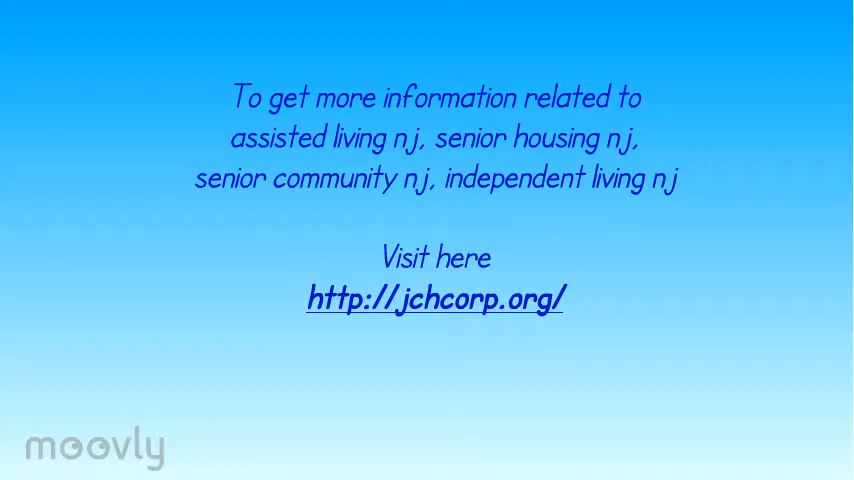 To get more information related to
assisted living nj, senior housing nj,
senior community nj, independent living nj
Visit here
http://jchcorp.org/
moovly